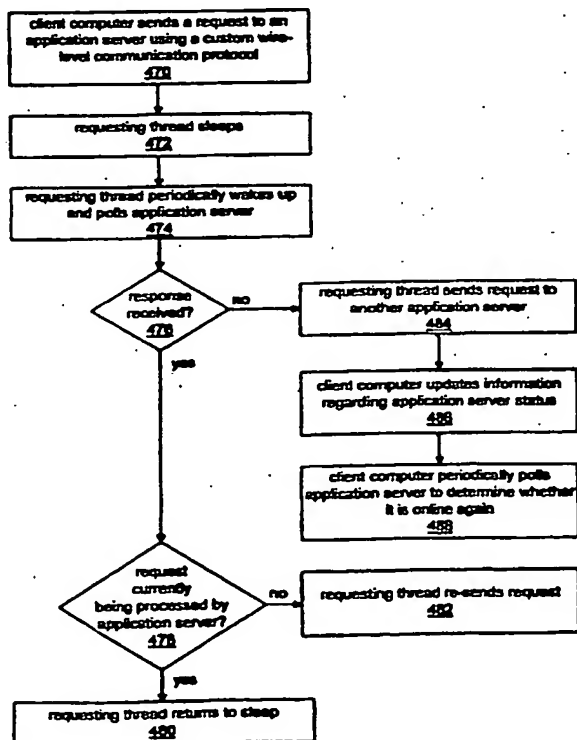 client computer sends a request to an
application server using a custom wire-
level communication protocol
470
requesting thread sleeps
472
requesting thread periodically wakes up
and polls application server
474
response
received?
476
no
yes
requesting thread sends request to
another application server
484
client computer updates information
regarding application server status
486
client computer periodically polls
application server to determine whether
it is online again
488
request
currently
being processed by
application server?
478
no
yes
requesting thread re-sends request
482
requesting thread returns to sleep
480